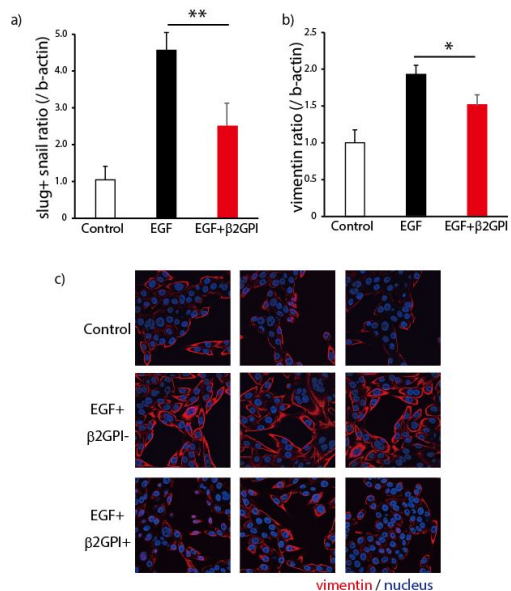 a)
slug+ snail ratio (/ b-actin)
5.0
4.0
3.0
2.0
1.0
0
**
Control EGF EGF+β2GPI
b)
vimentin ratio (/ b-actin)
2.5
2.0
1.5
1.0
0.5
0
*
Control EGF EGF+β2GPI
c)
Control
EGF+
β2GPI-
EGF+
β2GPI+
vimentin / nucleus